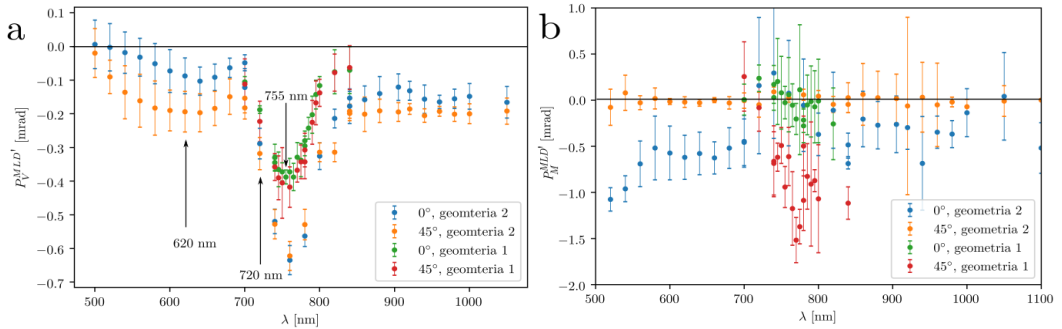 a
0.1
0.0
−0.1
−0.2
−0.3
−0.4
−0.5
−0.6
−0.7
P_V^{MLD'} [mrad]
755 nm
620 nm
720 nm
0°, geomteria 2
45°, geomteria 2
0°, geomteria 1
45°, geomteria 1
500 600 700 800 900 1000
λ [nm]
b
1.0
0.5
0.0
−0.5
−1.0
−1.5
−2.0
P_M^{MLD'} [mrad]
0°, geometria 2
45°, geometria 2
0°, geometria 1
45°, geometria 1
500 600 700 800 900 1000 1100
λ [nm]